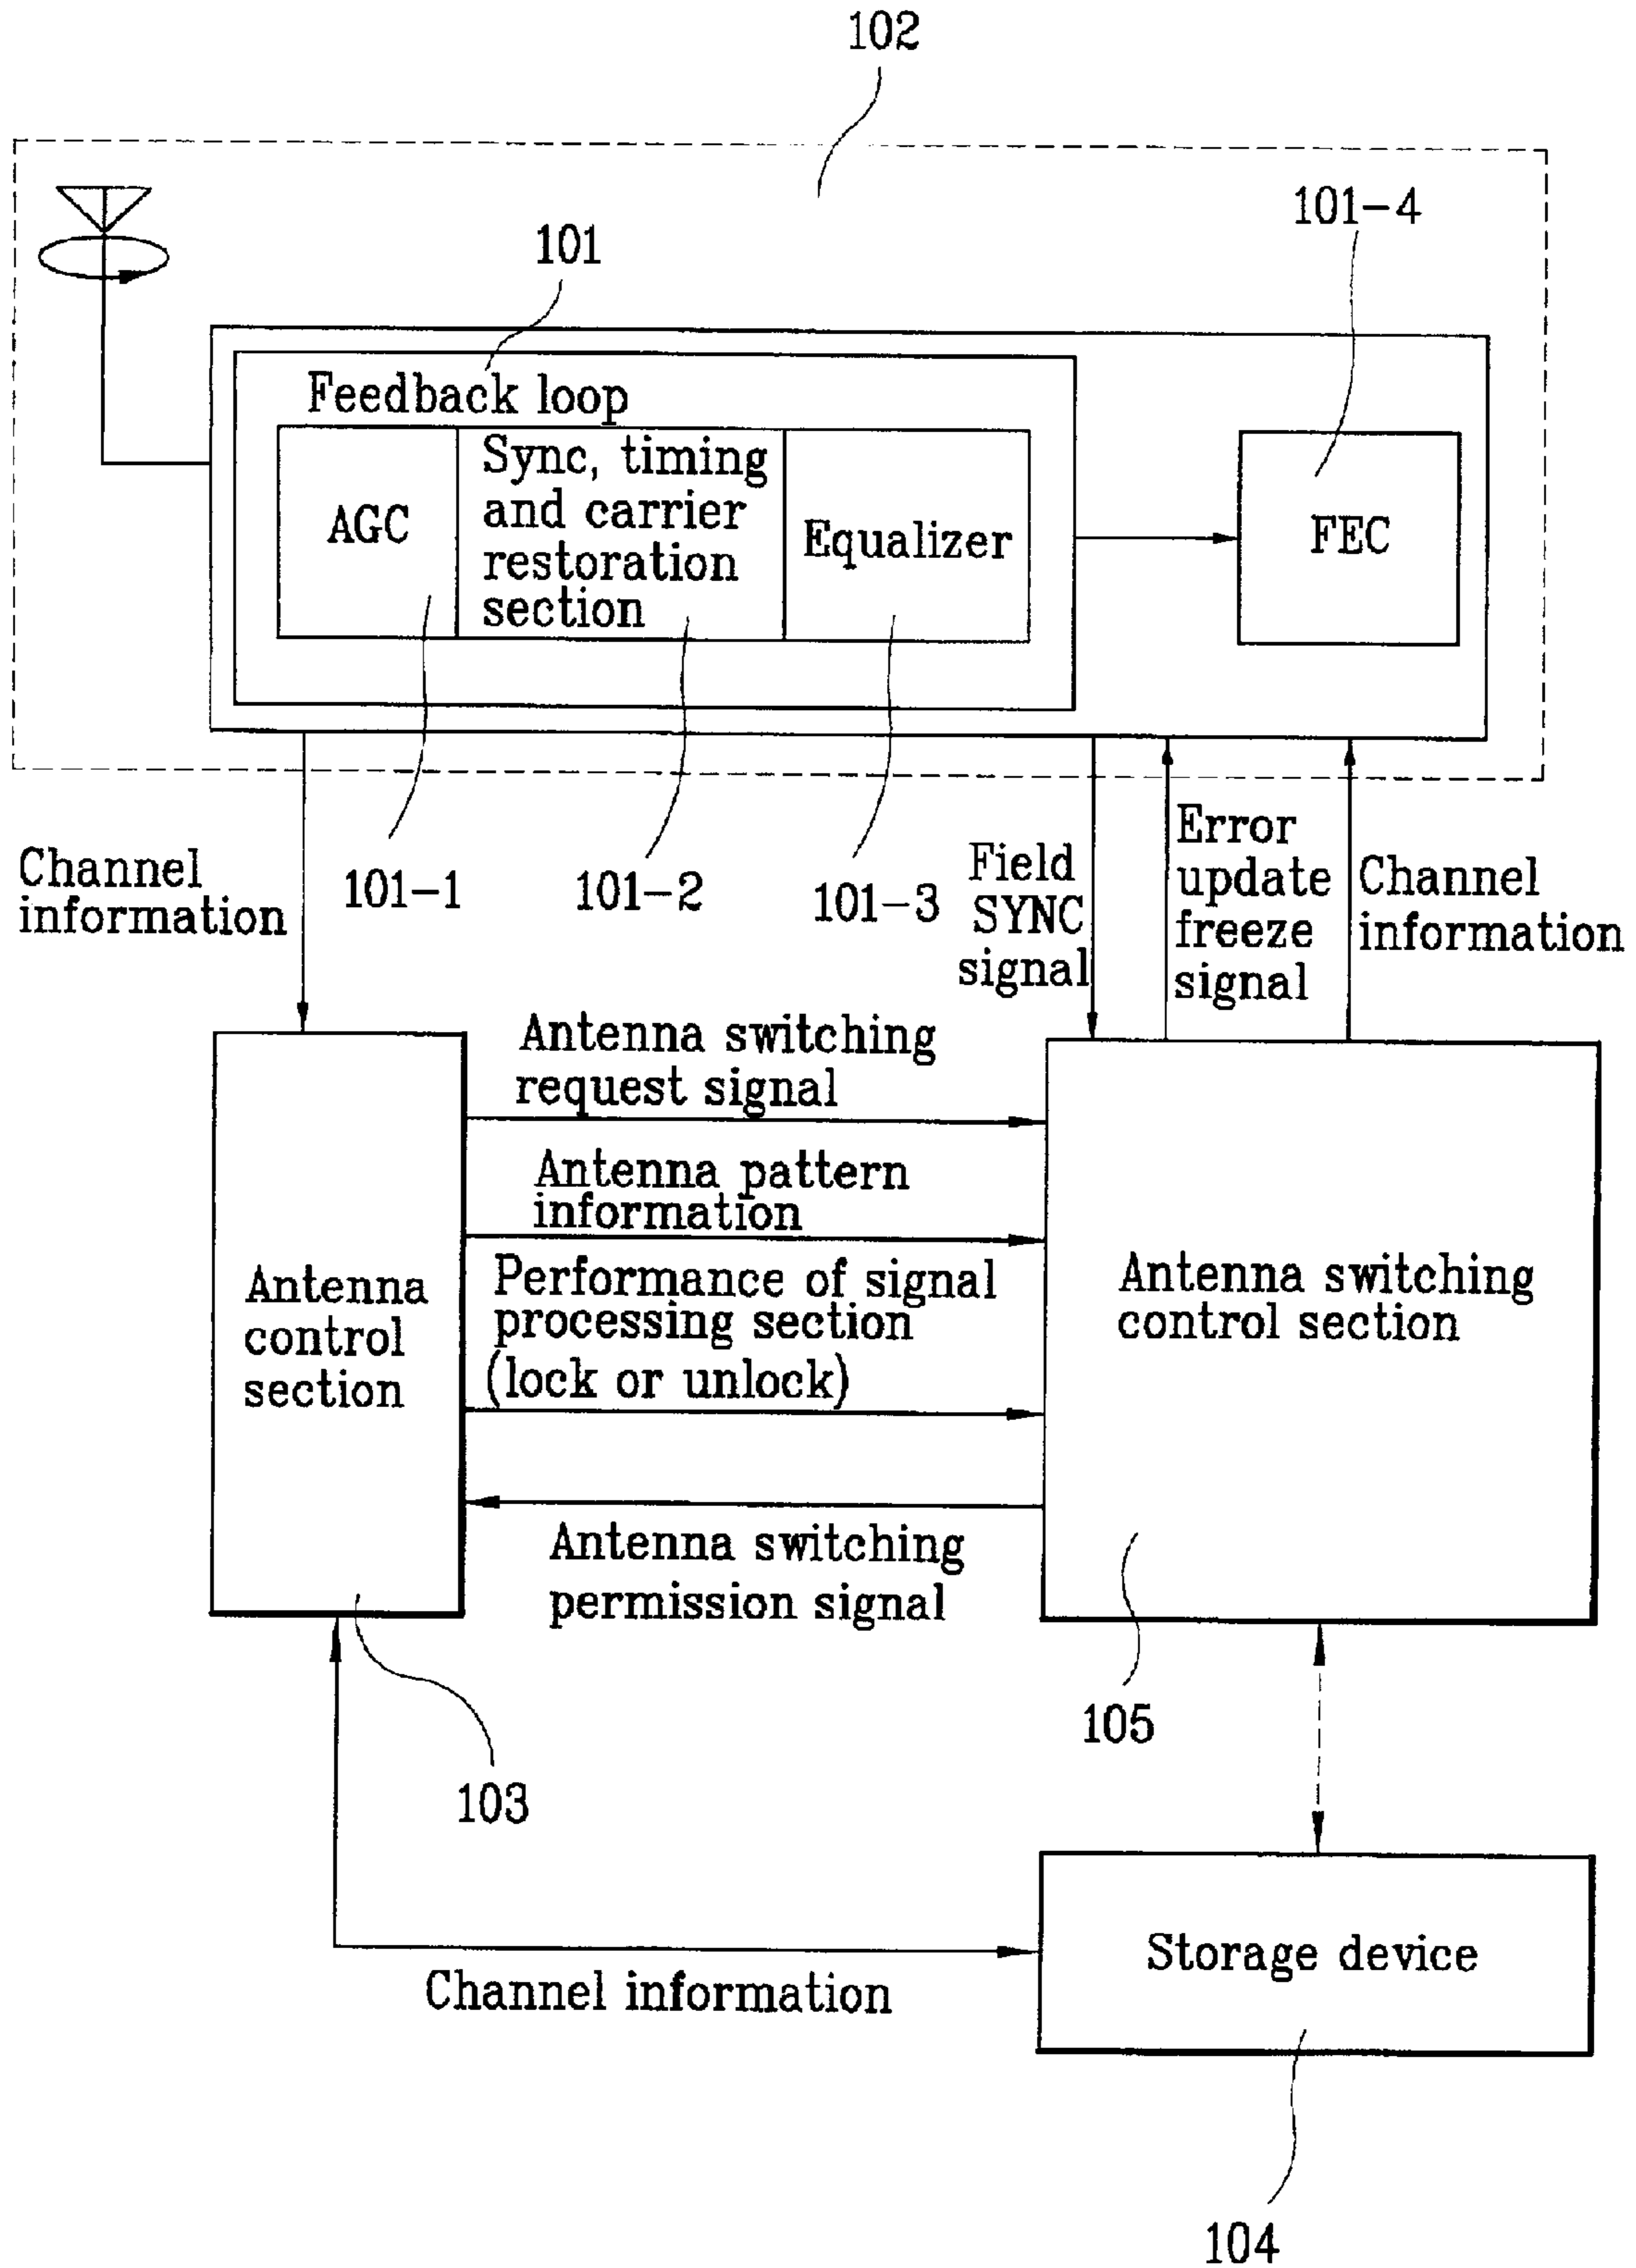 102
101-4
101
Feedback loop
AGC
Sync, timing
and carrier
restoration
section
Equalizer
FEC
Channel
information
101-1
101-2
101-3
Field
SYNC
signal
Error
update
freeze
signal
Channel
information
Antenna switching
request signal
Antenna pattern
information
Performance of signal
processing section
(lock or unlock)
Antenna
control
section
Antenna switching
control section
Antenna switching
permission signal
105
103
Storage device
Channel information
104